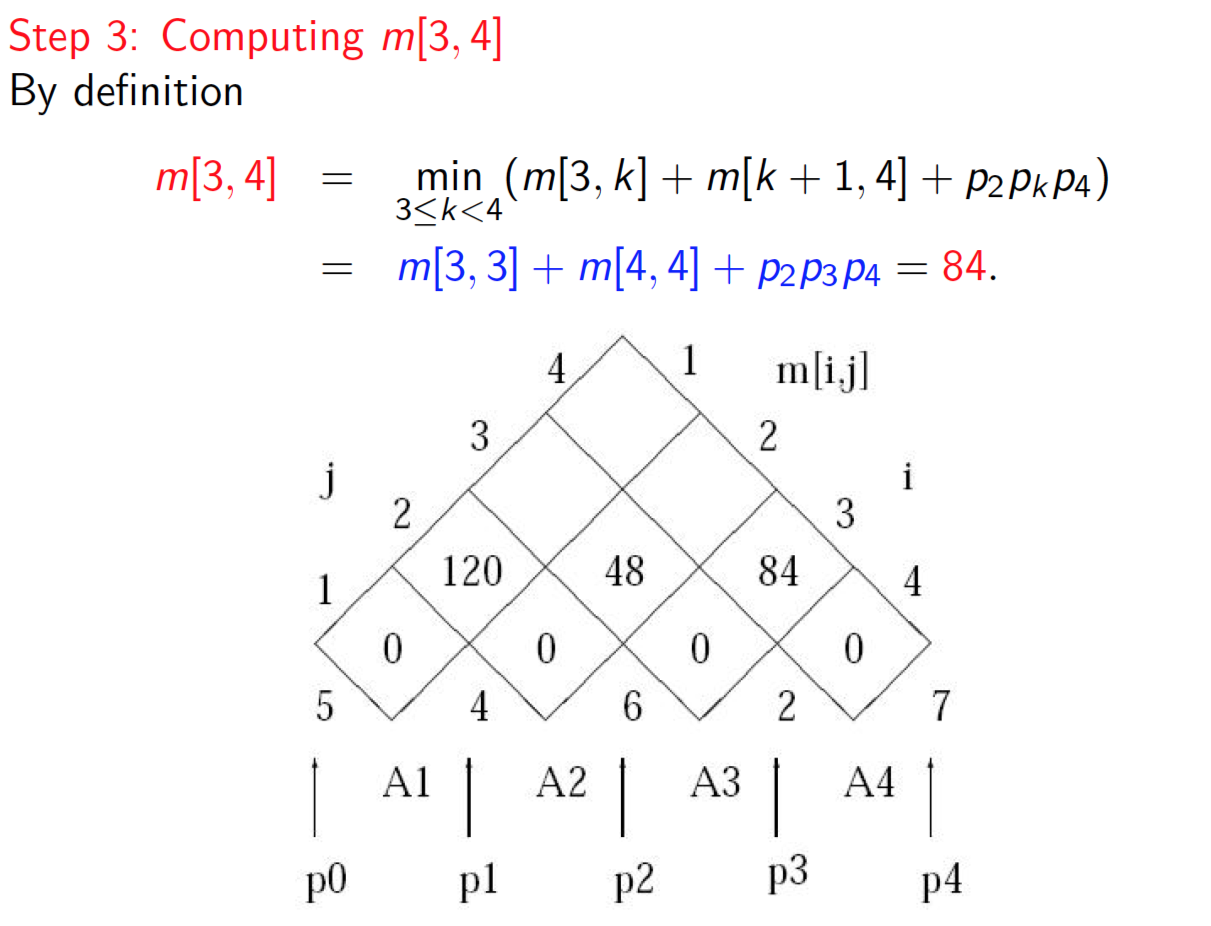 Step 3: Computing m[3, 4]
By definition
m[3, 4] = min (m[3, k] + m[k + 1, 4] + p₂pₖp₄)
3≤k<4
= m[3, 3] + m[4, 4] + p₂p₃p₄ = 84.
4 1 m[i,j]
3 2
j i
2 3
120 48 84
1 4
0 0 0 0
5 4 6 2 7
A1 A2 A3 A4
p0 p1 p2 p3 p4